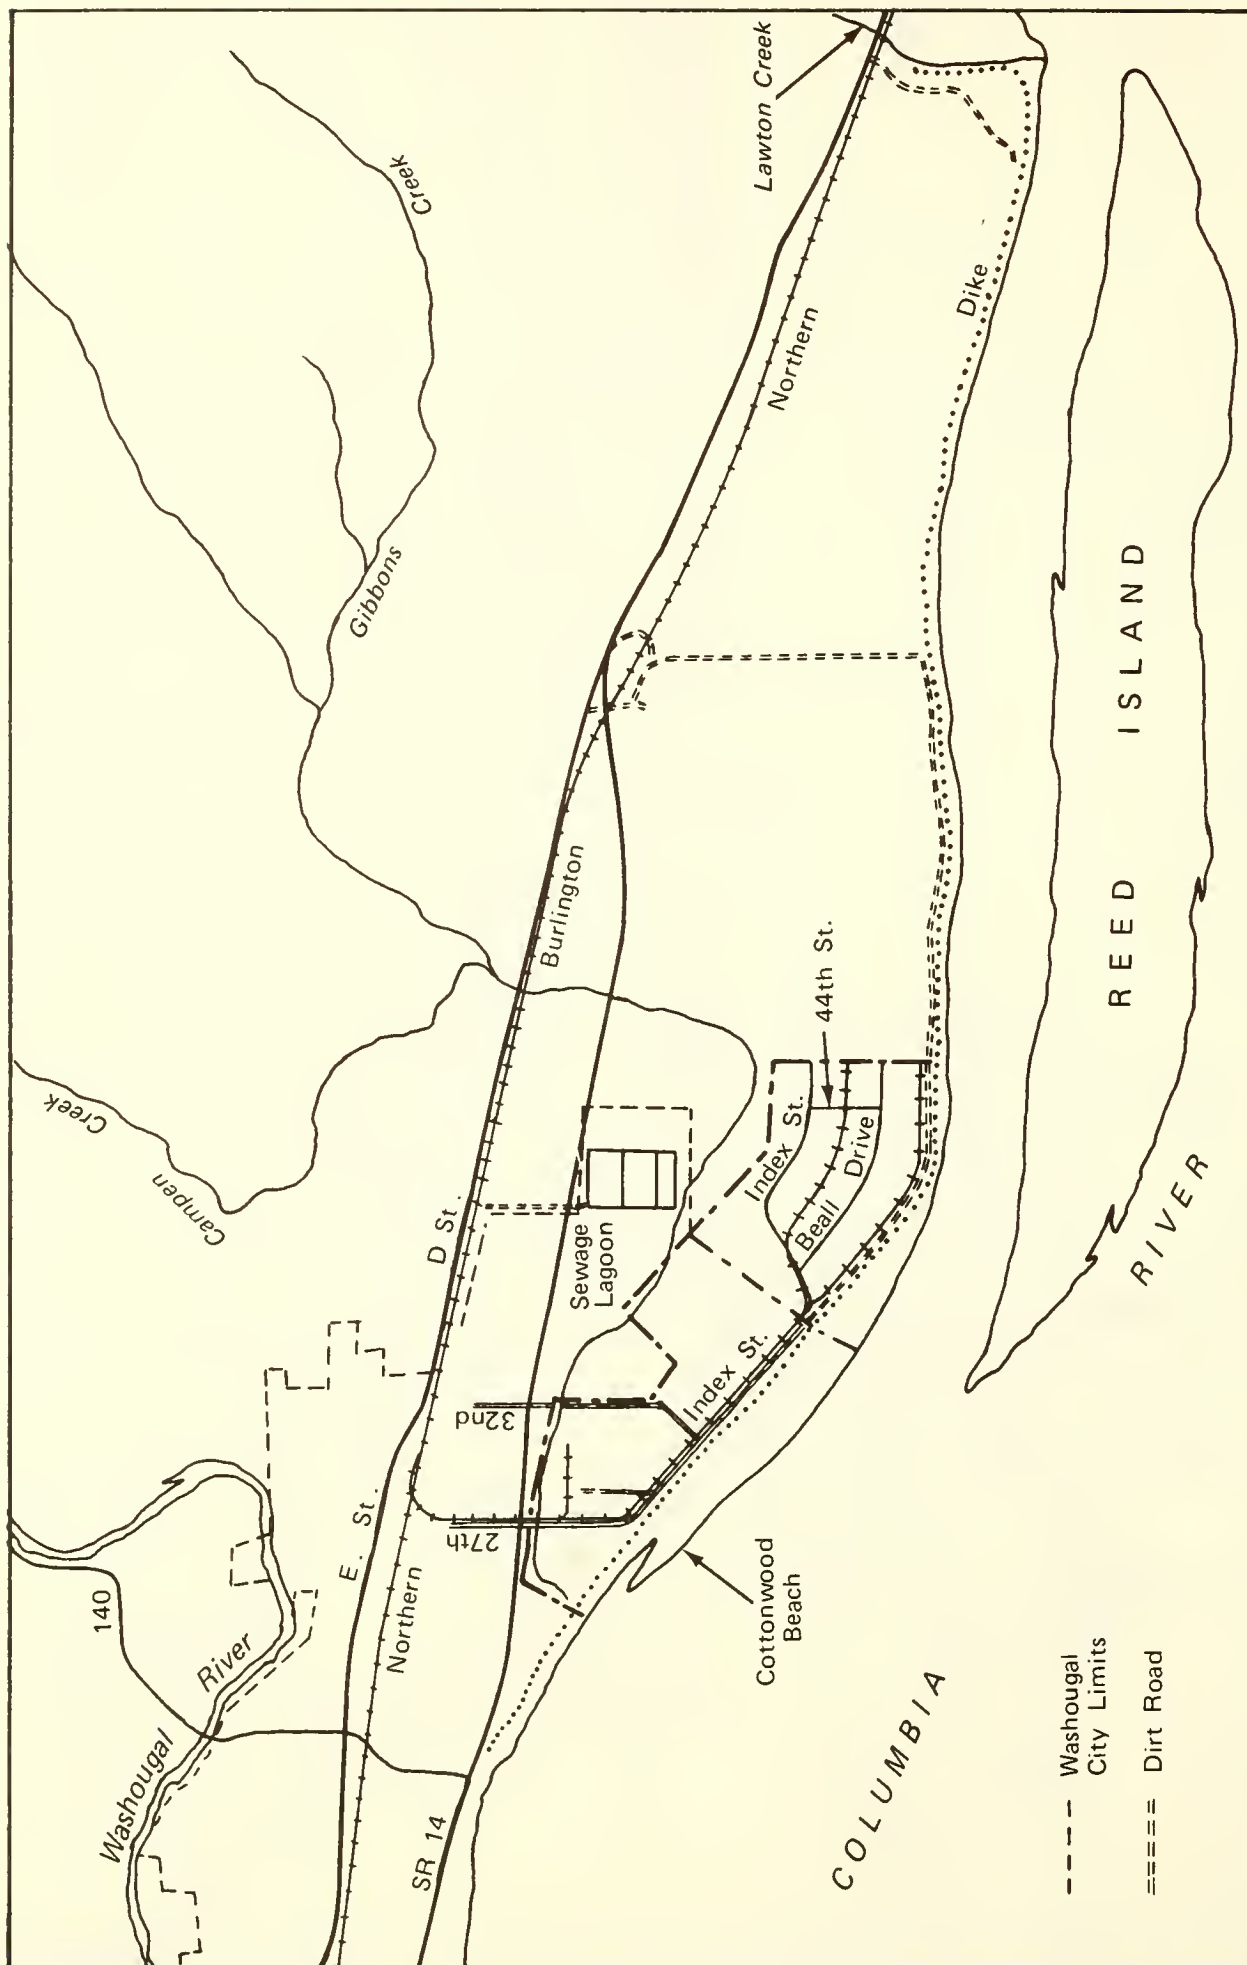 Creek
Campen
Gibbons
Creek
Lawton Creek
Washougal
River
140
E. St.
D St.
Northern
Burlington
Northern
SR 14
27th
32nd
Sewage
Lagoon
Index St.
Index St.
Beall
Drive
44th St.
Dike
Cottonwood
Beach
COLUMBIA
RIVER
REED ISLAND
Washougal
City Limits
Dirt Road